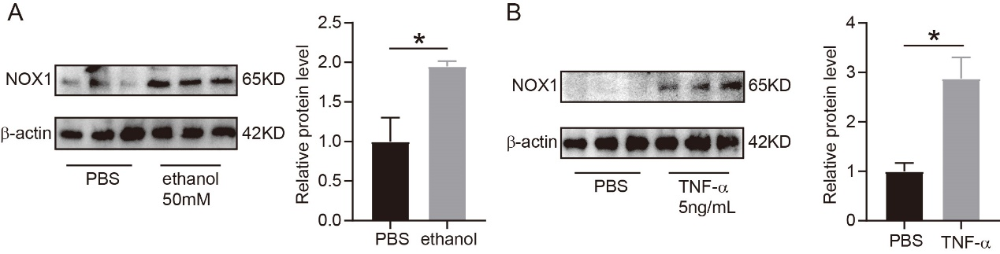 A
NOX1
65KD
β-actin
42KD
PBS
ethanol
50mM
Relative protein level
2.5
2.0
1.5
1.0
0.5
0.0
*
PBS
ethanol
B
NOX1
65KD
β-actin
42KD
PBS
TNF-α
5ng/mL
Relative protein level
4
3
2
1
0
*
PBS
TNF-α